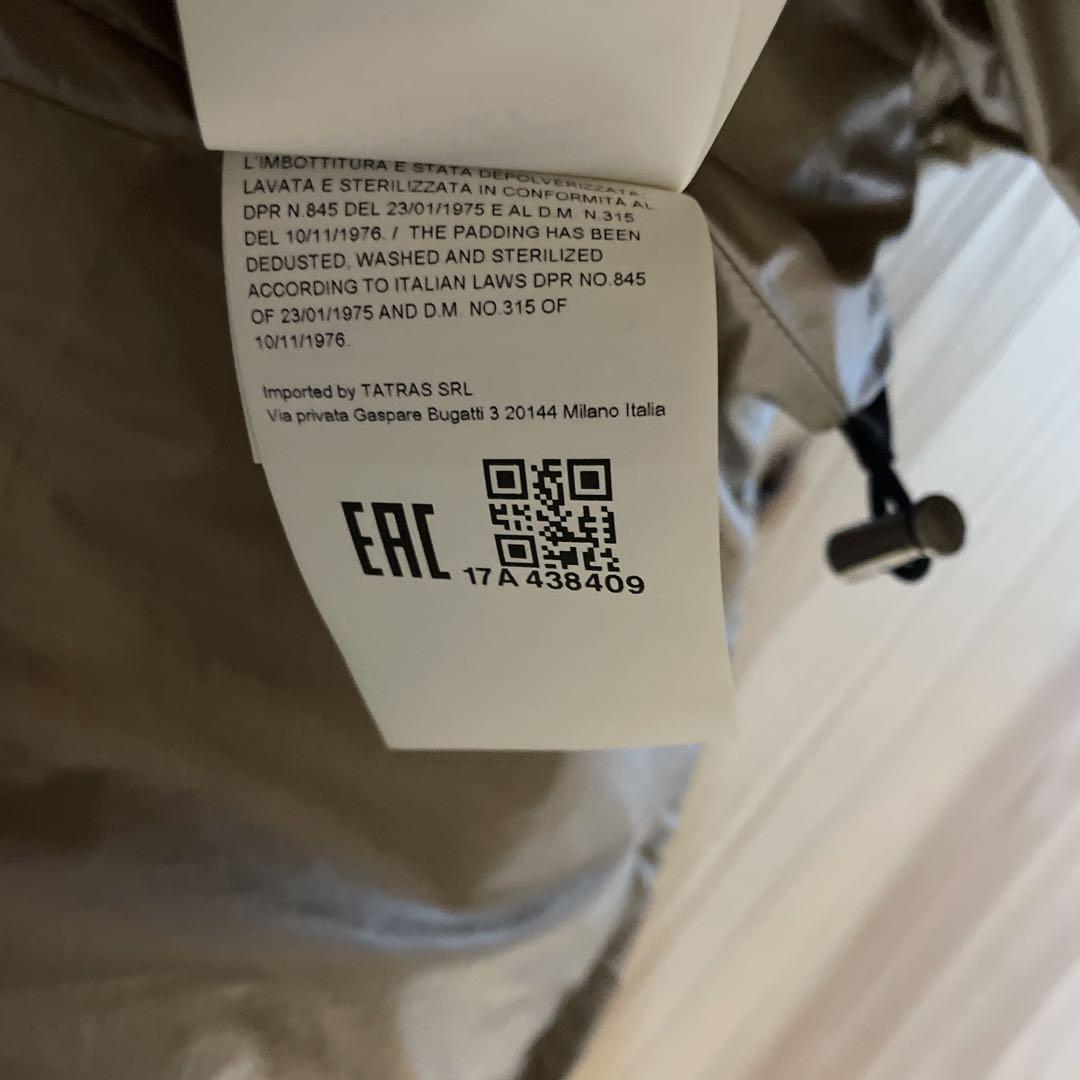 L'IMBOTTITURA E STATA DEPOLVERIZZATA,
LAVATA E STERILIZZATA IN CONFORMITA AL
DPR N.845 DEL 23/01/1975 E AL D.M. N.315
DEL 10/11/1976. / THE PADDING HAS BEEN
DEDUSTED, WASHED AND STERILIZED
ACCORDING TO ITALIAN LAWS DPR NO.845
OF 23/01/1975 AND D.M. NO.315 OF
10/11/1976.
Imported by TATRAS SRL
Via privata Gaspare Bugatti 3 20144 Milano Italia
EAC
17A 438409